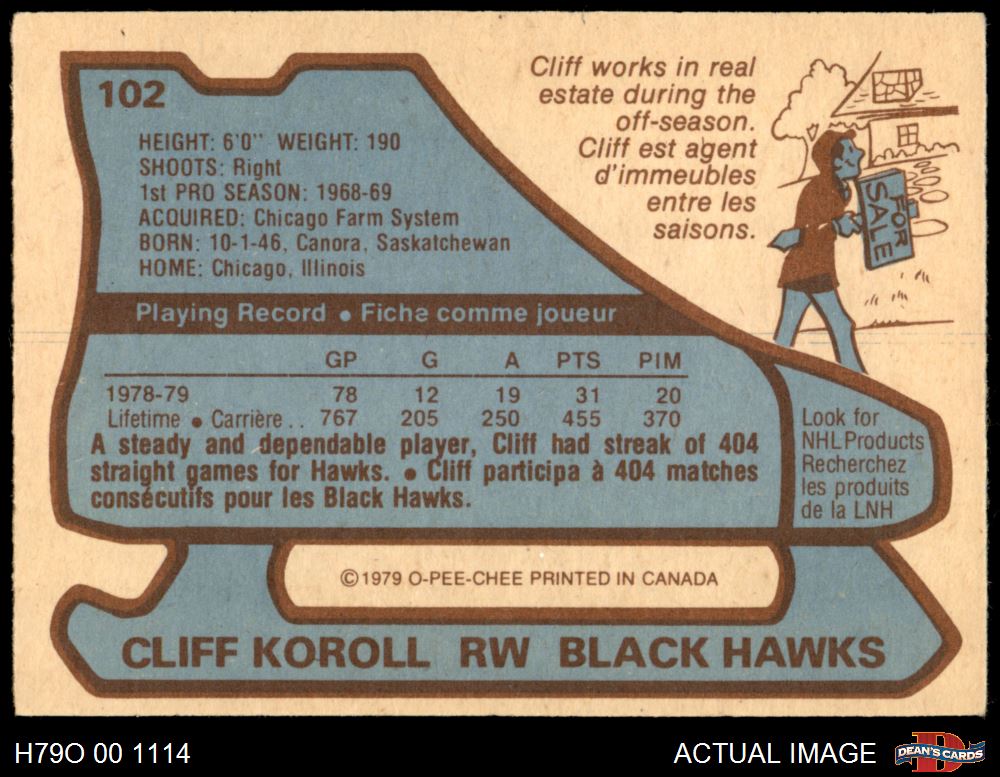 102
HEIGHT: 6'0" WEIGHT: 190
SHOOTS: Right
1st PRO SEASON: 1968-69
ACQUIRED: Chicago Farm System
BORN: 10-1-46, Canora, Saskatchewan
HOME: Chicago, Illinois
Cliff works in real
estate during the
off-season.
Cliff est agent
d'immeubles
entre les
saisons.
FOR
SALE
Playing Record • Fiche comme joueur
GP G A PTS PIM
1978-79 78 12 19 31 20
Lifetime • Carrière . . 767 205 250 455 370
A steady and dependable player, Cliff had streak of 404
straight games for Hawks. • Cliff participa à 404 matches
consécutifs pour les Black Hawks.
Look for
NHL Products
Recherchez
les produits
de la LNH
©1979 O-PEE-CHEE PRINTED IN CANADA
CLIFF KOROLL RW BLACK HAWKS
H79O 00 1114
ACTUAL IMAGE
D
DEAN'S CARDS